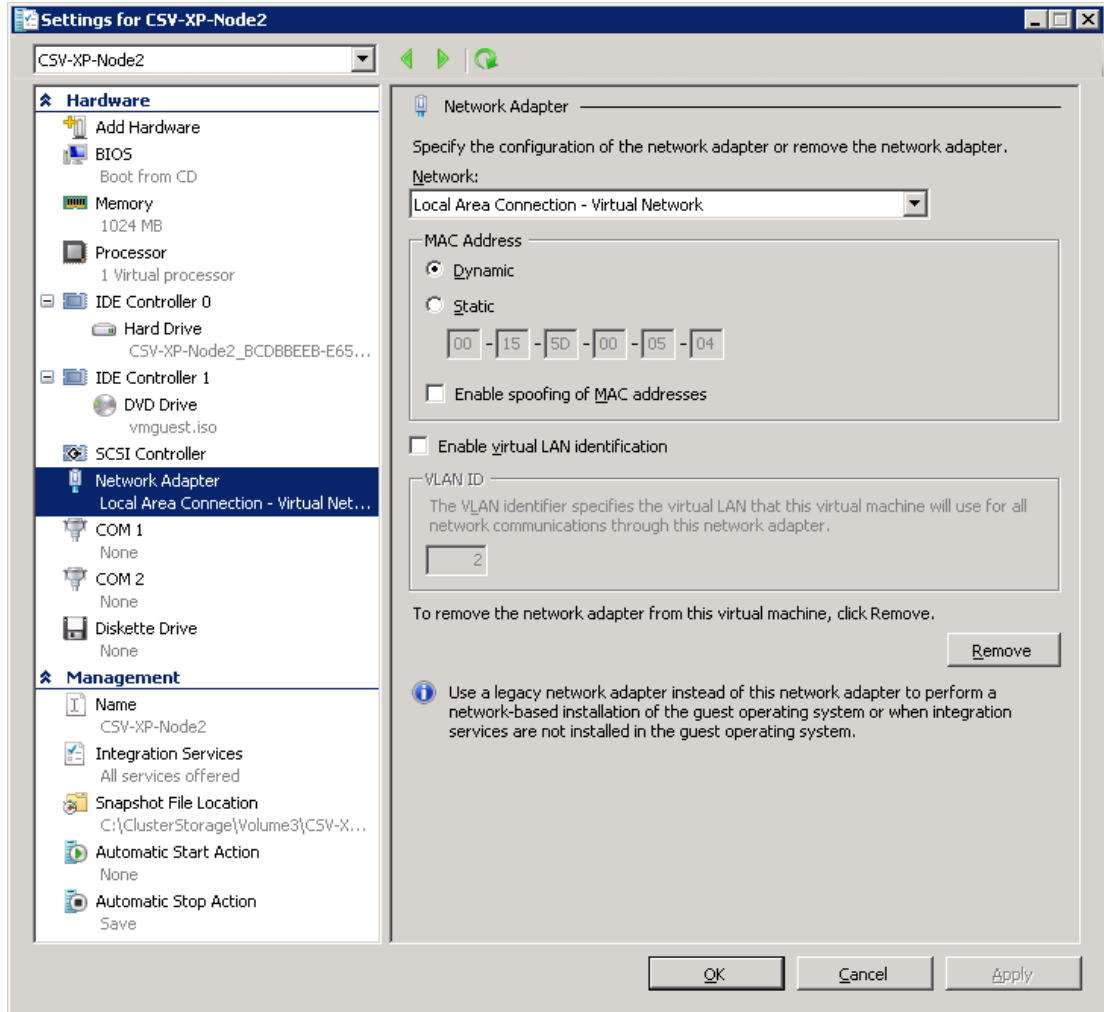 Settings for CSV-XP-Node2
CSV-XP-Node2
Hardware
Add Hardware
BIOS
Boot from CD
Memory
1024 MB
Processor
1 Virtual processor
IDE Controller 0
Hard Drive
CSV-XP-Node2_BCDBBEEB-E65...
IDE Controller 1
DVD Drive
vmguest.iso
SCSI Controller
Network Adapter
Local Area Connection - Virtual Net...
COM 1
None
COM 2
None
Diskette Drive
None
Management
Name
CSV-XP-Node2
Integration Services
All services offered
Snapshot File Location
C:\ClusterStorage\Volume3\CSV-X...
Automatic Start Action
None
Automatic Stop Action
Save
Network Adapter
Specify the configuration of the network adapter or remove the network adapter.
Network:
Local Area Connection - Virtual Network
MAC Address
Dynamic
Static
00 - 15 - 5D - 00 - 05 - 04
Enable spoofing of MAC addresses
Enable virtual LAN identification
VLAN ID
The VLAN identifier specifies the virtual LAN that this virtual machine will use for all
network communications through this network adapter.
2
To remove the network adapter from this virtual machine, click Remove.
Remove
Use a legacy network adapter instead of this network adapter to perform a
network-based installation of the guest operating system or when integration
services are not installed in the guest operating system.
OK
Cancel
Apply